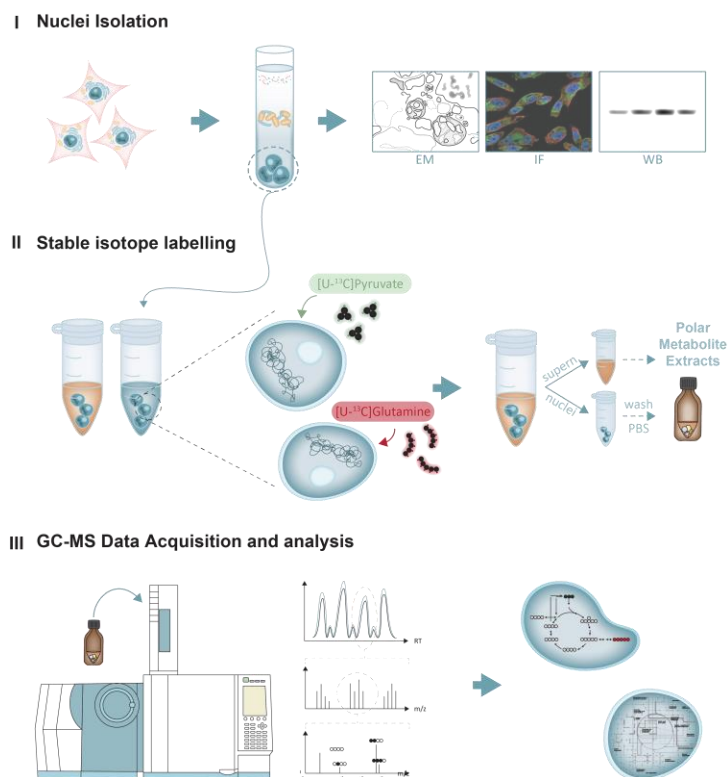 I Nuclei Isolation
EM
IF
WB
II Stable isotope labelling
[U-¹³C]Pyruvate
[U-¹³C]Glutamine
supern.
nuclei
wash
PBS
Polar
Metabolite
Extracts
III GC-MS Data Acquisition and analysis
RT
m/z